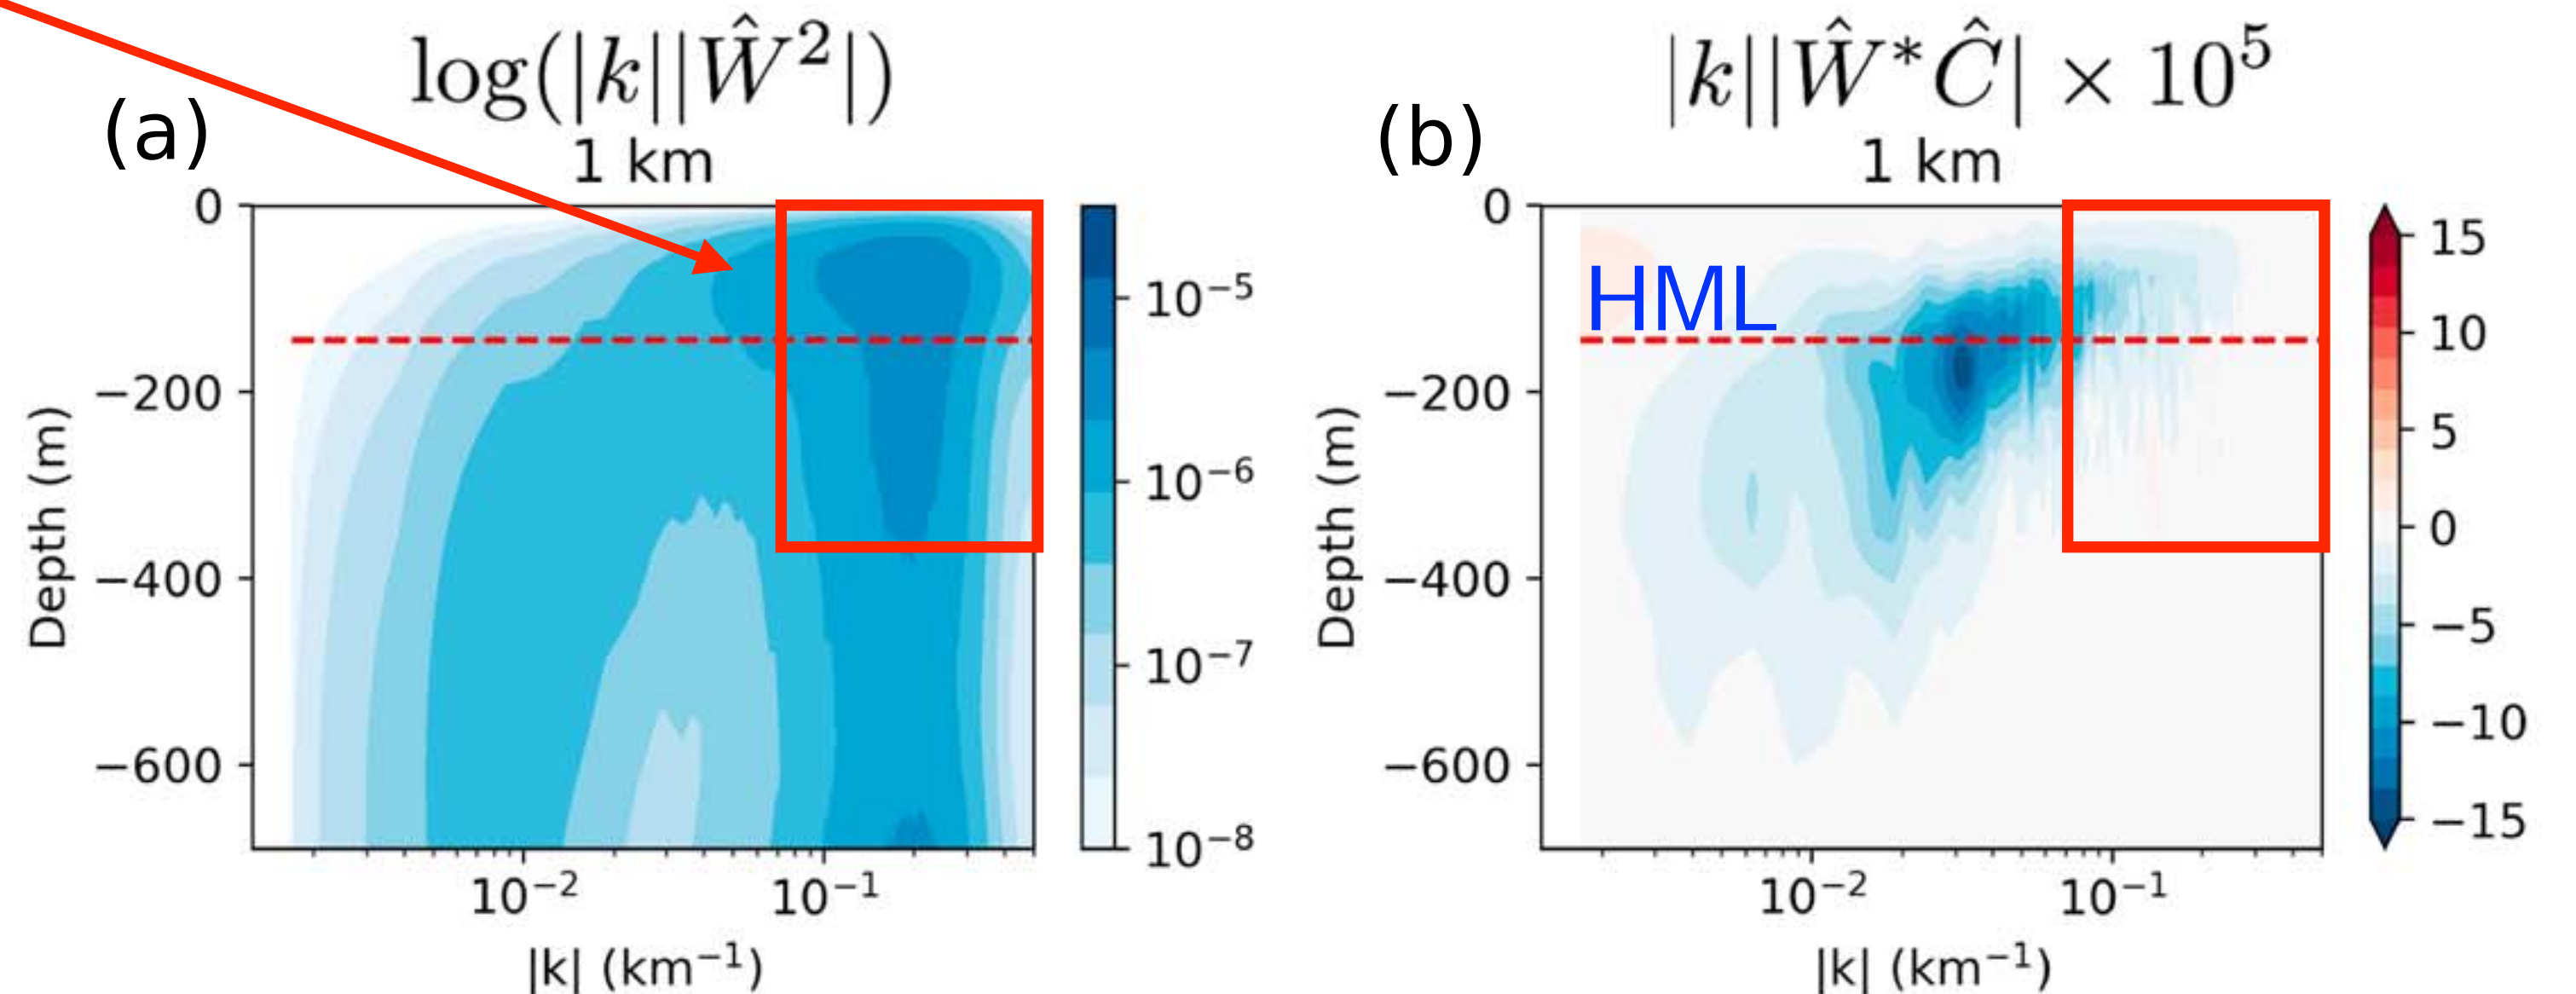 log(|k||Ŵ²|)
(a)
1 km
0
−200
−400
−600
Depth (m)
10⁻²
10⁻¹
|k| (km⁻¹)
10⁻⁵
10⁻⁶
10⁻⁷
10⁻⁸
|k||Ŵ*Ĉ| × 10⁵
(b)
1 km
HML
0
−200
−400
−600
Depth (m)
10⁻²
10⁻¹
|k| (km⁻¹)
15
10
5
0
−5
−10
−15